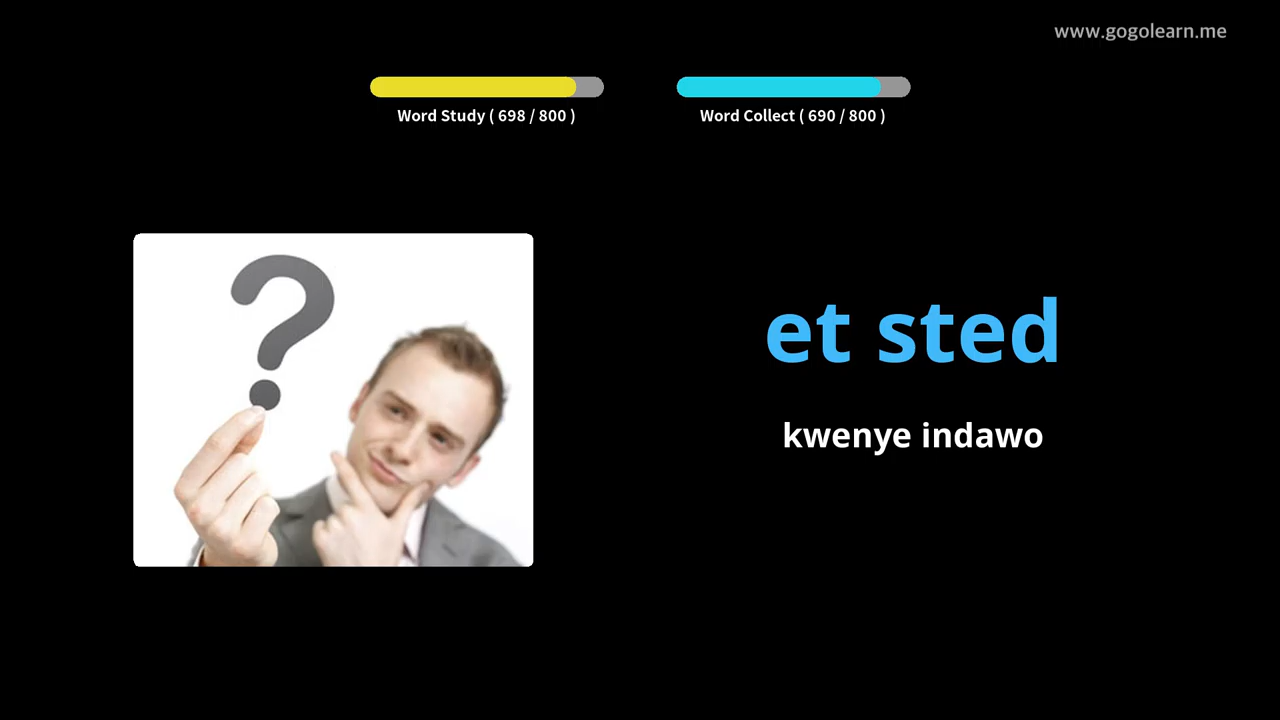 www.gogolearn.me
Word Study ( 698 / 800 )
Word Collect ( 690 / 800 )
et sted
kwenye indawo